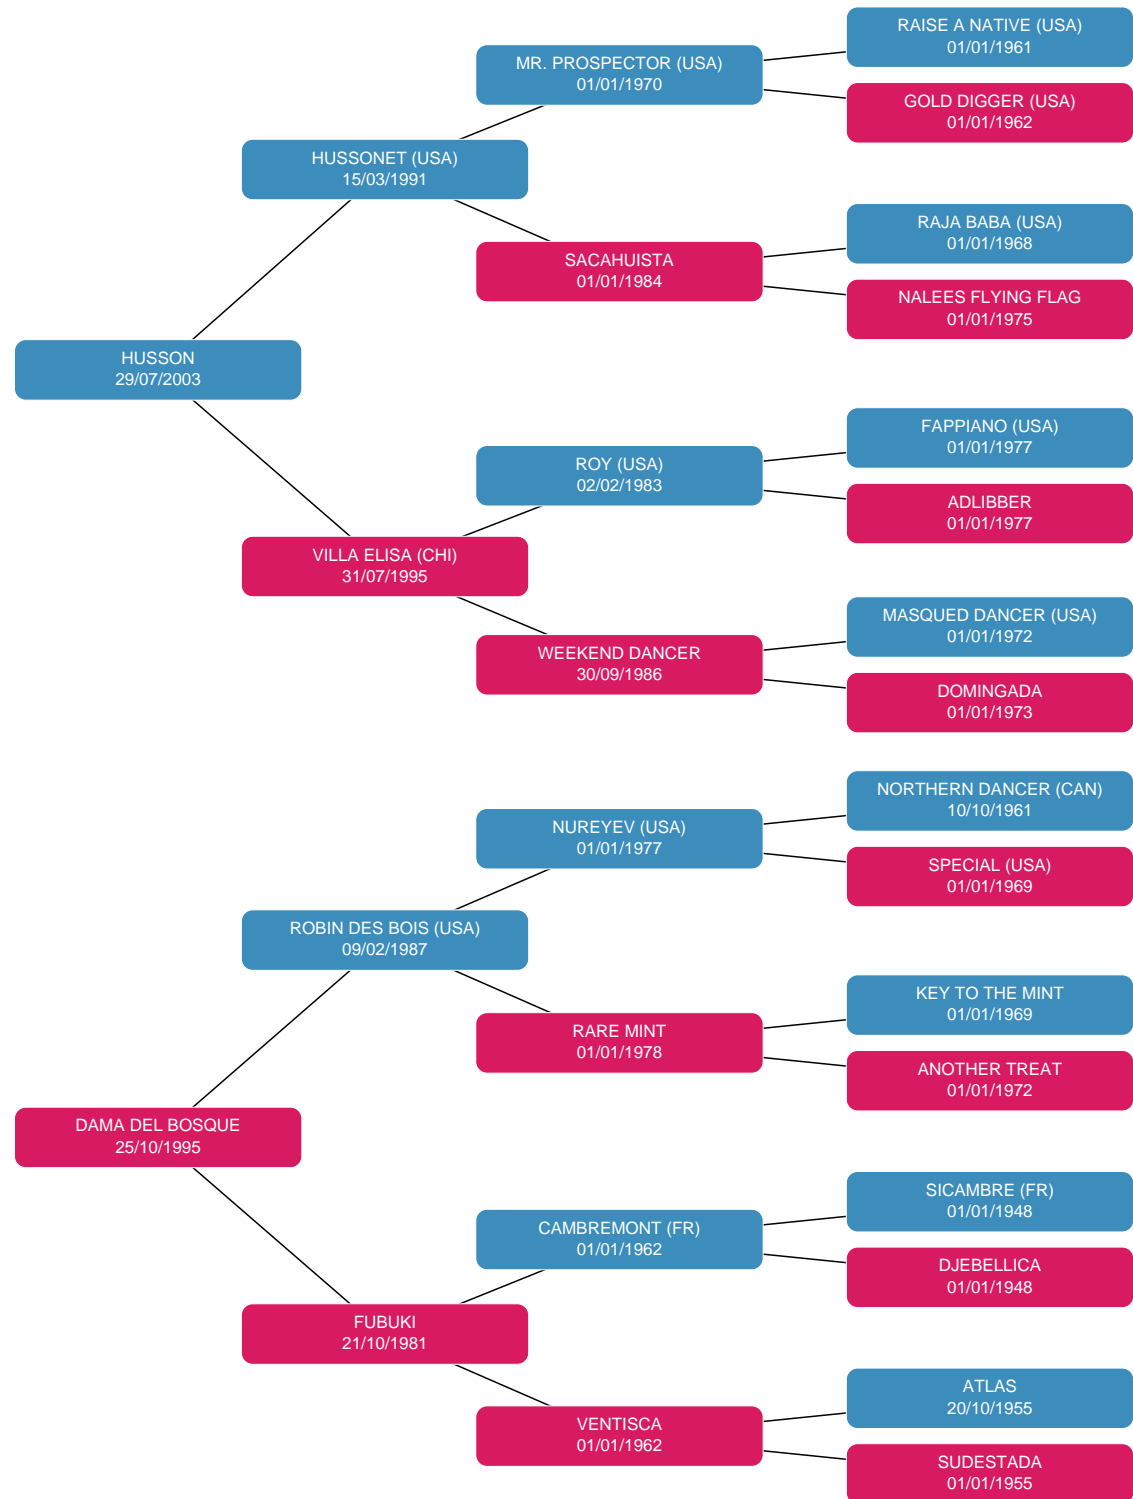 RAISE A NATIVE (USA)
01/01/1961
MR. PROSPECTOR (USA)
01/01/1970
GOLD DIGGER (USA)
01/01/1962
HUSSONET (USA)
15/03/1991
RAJA BABA (USA)
01/01/1968
SACAHUISTA
01/01/1984
NALEES FLYING FLAG
01/01/1975
HUSSON
29/07/2003
FAPPIANO (USA)
01/01/1977
ROY (USA)
02/02/1983
ADLIBBER
01/01/1977
VILLA ELISA (CHI)
31/07/1995
MASQUED DANCER (USA)
01/01/1972
WEEKEND DANCER
30/09/1986
DOMINGADA
01/01/1973
NORTHERN DANCER (CAN)
10/10/1961
NUREYEV (USA)
01/01/1977
SPECIAL (USA)
01/01/1969
ROBIN DES BOIS (USA)
09/02/1987
KEY TO THE MINT
01/01/1969
RARE MINT
01/01/1978
ANOTHER TREAT
01/01/1972
DAMA DEL BOSQUE
25/10/1995
SICAMBRE (FR)
01/01/1948
CAMBREMONT (FR)
01/01/1962
DJEBELLICA
01/01/1948
FUBUKI
21/10/1981
ATLAS
20/10/1955
VENTISCA
01/01/1962
SUDESTADA
01/01/1955